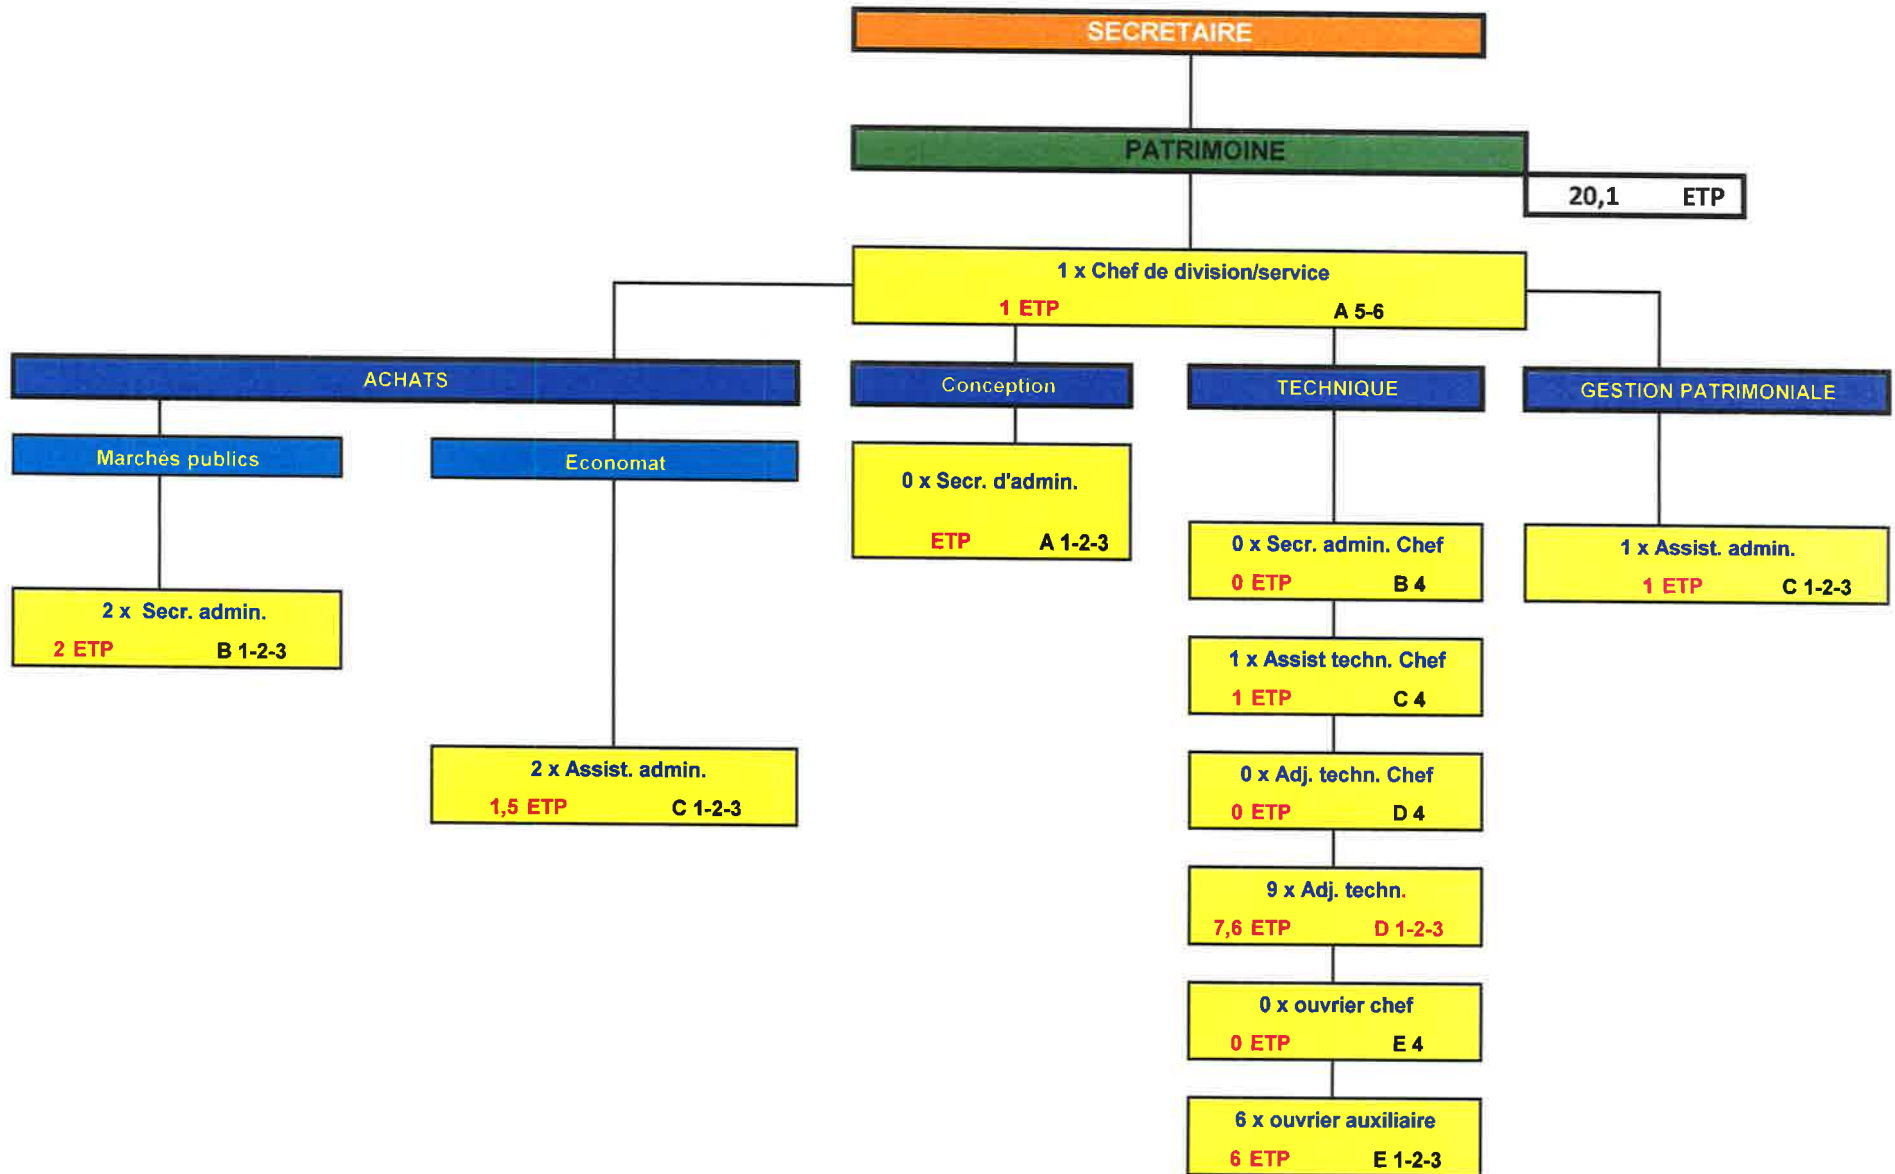 SECRETAIRE
PATRIMOINE
20,1 ETP
1 x Chef de division/service
1 ETP A 5-6
ACHATS
Conception
TECHNIQUE
GESTION PATRIMONIALE
Marchés publics
Economat
0 x Secr. d'admin.
ETP A 1-2-3
2 x Secr. admin.
2 ETP B 1-2-3
2 x Assist. admin.
1,5 ETP C 1-2-3
0 x Secr. admin. Chef
0 ETP B 4
1 x Assist techn. Chef
1 ETP C 4
0 x Adj. techn. Chef
0 ETP D 4
9 x Adj. techn.
7,6 ETP D 1-2-3
0 x ouvrier chef
0 ETP E 4
6 x ouvrier auxiliaire
6 ETP E 1-2-3
1 x Assist. admin.
1 ETP C 1-2-3